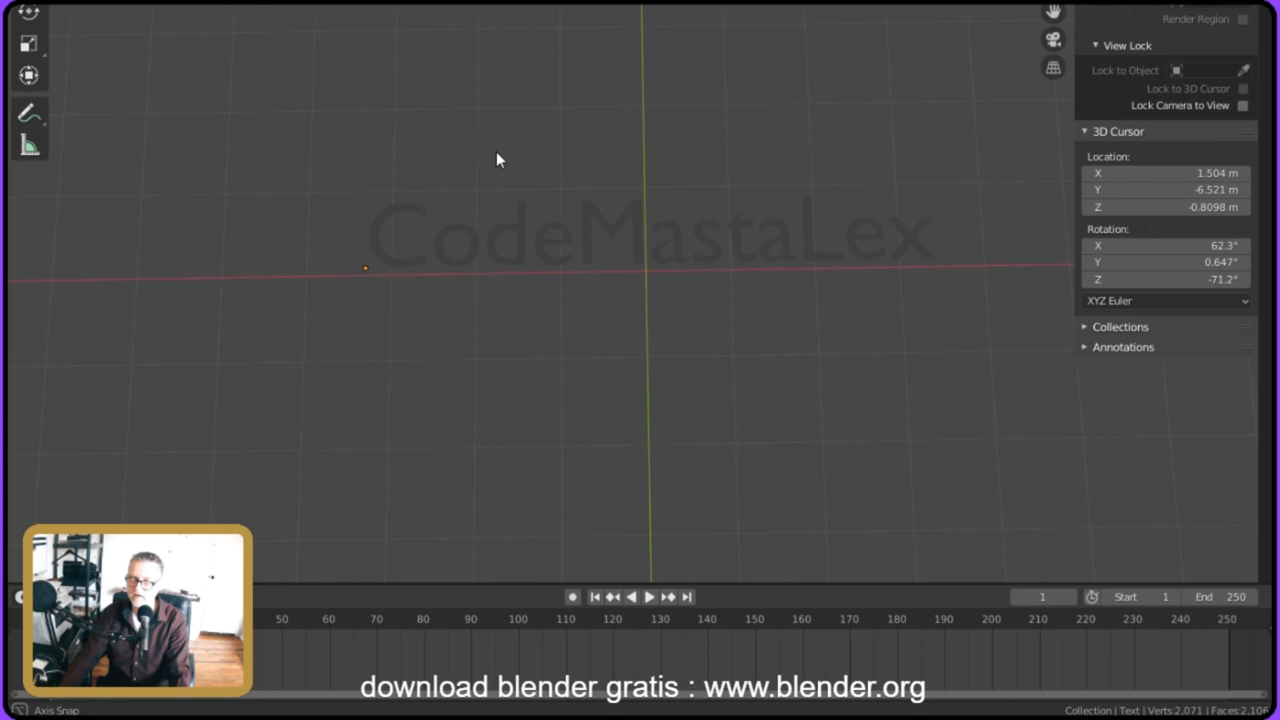 Render Region
View Lock
Lock to Object
Lock to 3D Cursor
Lock Camera to View
3D Cursor
Location:
X 1.504 m
Y -6.521 m
Z -0.8098 m
Rotation:
X 62.3°
Y 0.647°
Z -71.2°
XYZ Euler
Collections
Annotations
CodeMastaLex
1 Start 1 End 250
50 60 70 80 90 100 110 120 130 140 150 160 170 180 190 200 210 220 230 240 250
download blender gratis : www.blender.org
Axis Snap
Collection | Text | Verts:2,071 | Faces:2,106